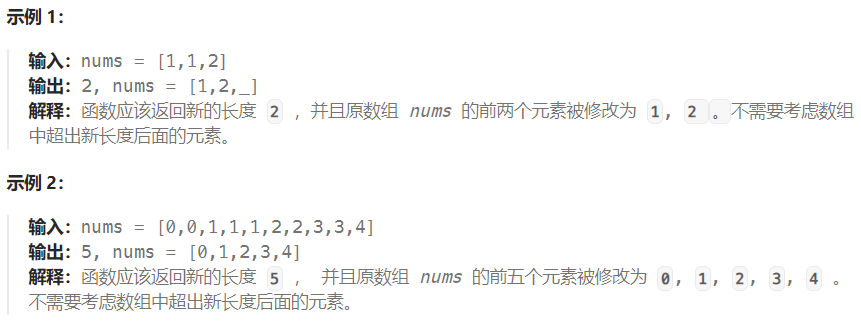 示例 1：
输入：nums = [1,1,2]
输出：2, nums = [1,2,_]
解释：函数应该返回新的长度 2 ，并且原数组 nums 的前两个元素被修改为 1, 2 。不需要考虑数组
中超出新长度后面的元素。
示例 2：
输入：nums = [0,0,1,1,1,2,2,3,3,4]
输出：5, nums = [0,1,2,3,4]
解释：函数应该返回新的长度 5 ， 并且原数组 nums 的前五个元素被修改为 0, 1, 2, 3, 4 。
不需要考虑数组中超出新长度后面的元素。